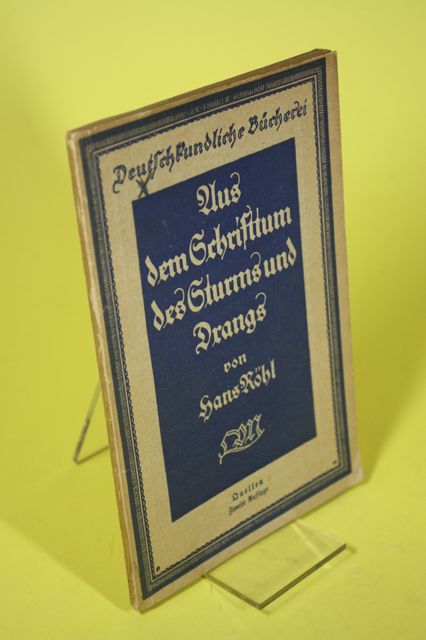 Deutschkundliche Bücherei
Aus
dem Schrifttum
des Sturms und
Drangs
von
Hans Röhl
Quellen
Zweite Auflage